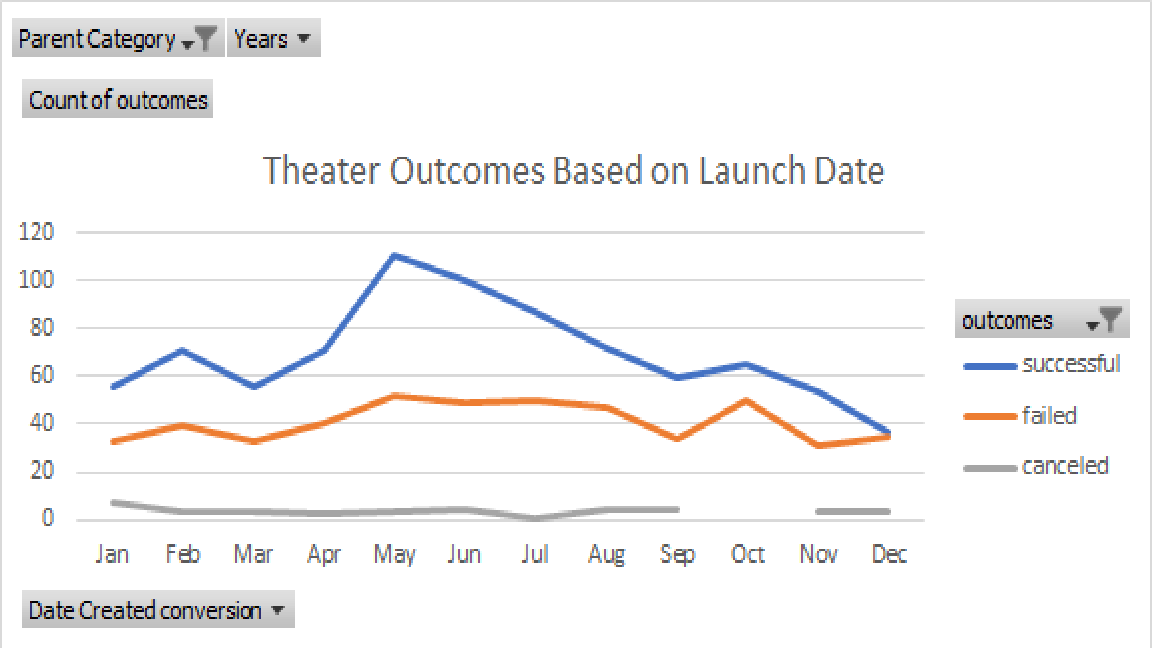 Parent Category Years
Count of outcomes
Theater Outcomes Based on Launch Date
120
100
80
60
40
20
0
Jan Feb Mar Apr May Jun Jul Aug Sep Oct Nov Dec
outcomes
successful
failed
canceled
Date Created conversion